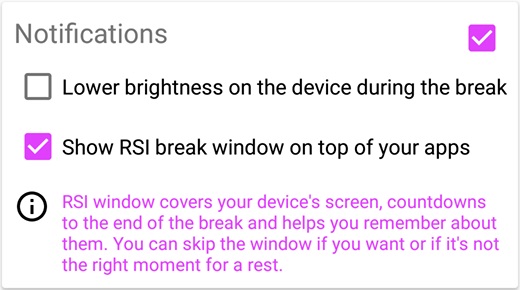 Notifications
Lower brightness on the device during the break
Show RSI break window on top of your apps
RSI window covers your device's screen, countdowns
to the end of the break and helps you remember about
them. You can skip the window if you want or if it's not
the right moment for a rest.